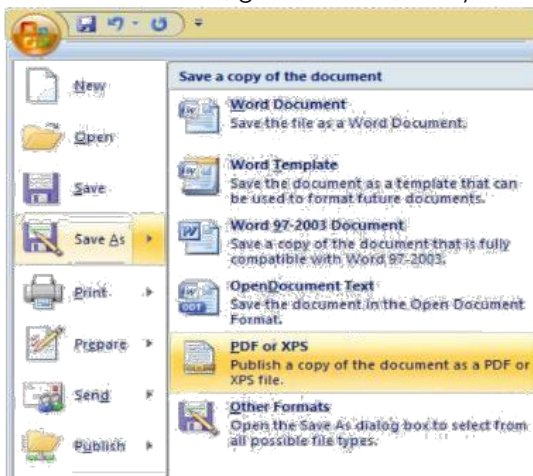 New
Open
Save
Save As
Print
Prepare
Send
Publish
Save a copy of the document
Word Document
Save the file as a Word Document.
Word Template
Save the document as a template that can
be used to format future documents.
Word 97-2003 Document
Save a copy of the document that is fully
compatible with Word 97-2003.
OpenDocument Text
Save the document in the Open Document
Format.
PDF or XPS
Publish a copy of the document as a PDF or
XPS file.
Other Formats
Open the Save As dialog box to select from
all possible file types.